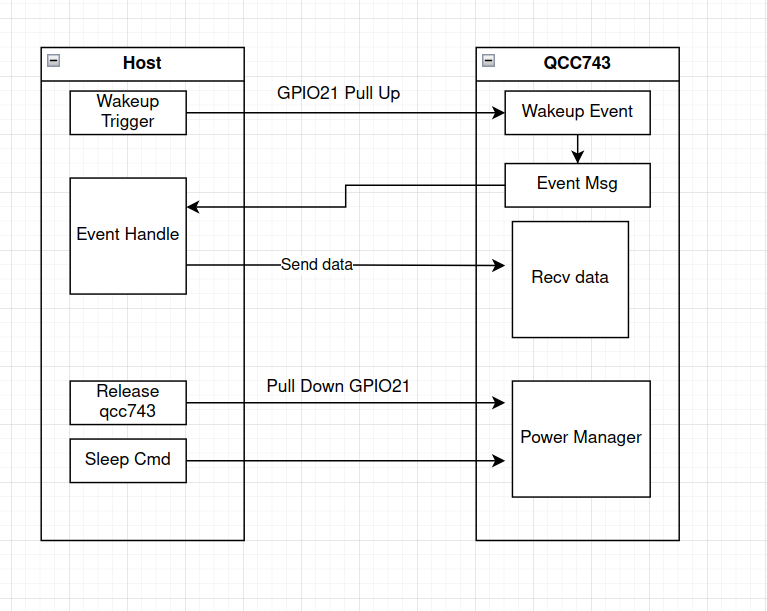 Host
QCC743
Wakeup
Trigger
GPIO21 Pull Up
Wakeup Event
Event Msg
Event Handle
Send data
Recv data
Release
qcc743
Pull Down GPIO21
Power Manager
Sleep Cmd